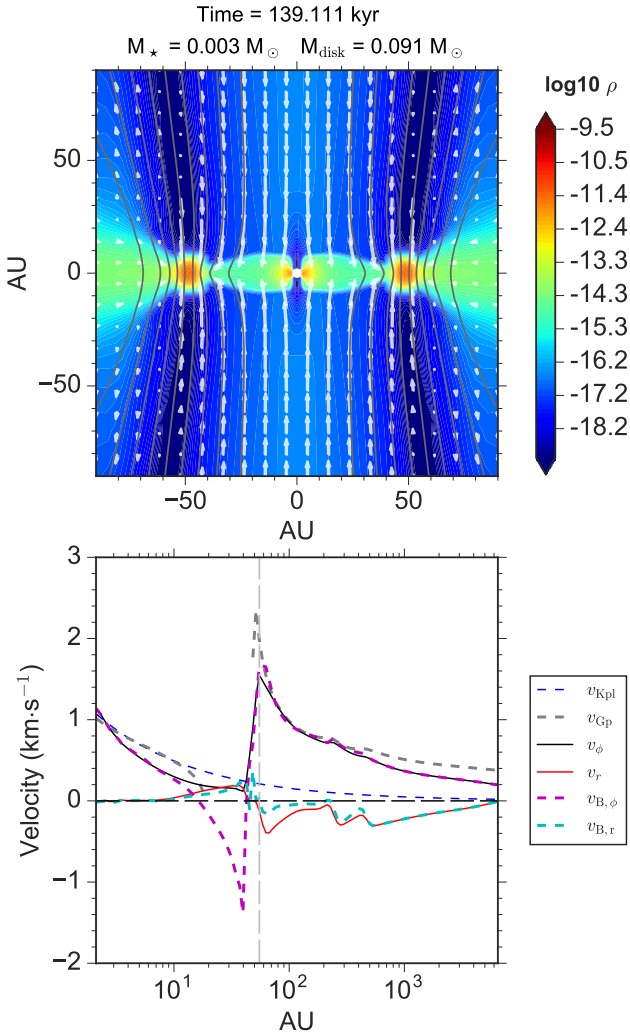 Time = 139.111 kyr
M⋆ = 0.003 M⊙ Mdisk = 0.091 M⊙
log10 ρ
50
0
−50
AU
−50 0 50
AU
-9.5
-10.5
-11.4
-12.4
-13.3
-14.3
-15.3
-16.2
-17.2
-18.2
3
2
1
0
−1
−2
Velocity (km·s⁻¹)
10¹ 10² 10³
AU
vKpl
vGp
vϕ
vr
vB,ϕ
vB,r